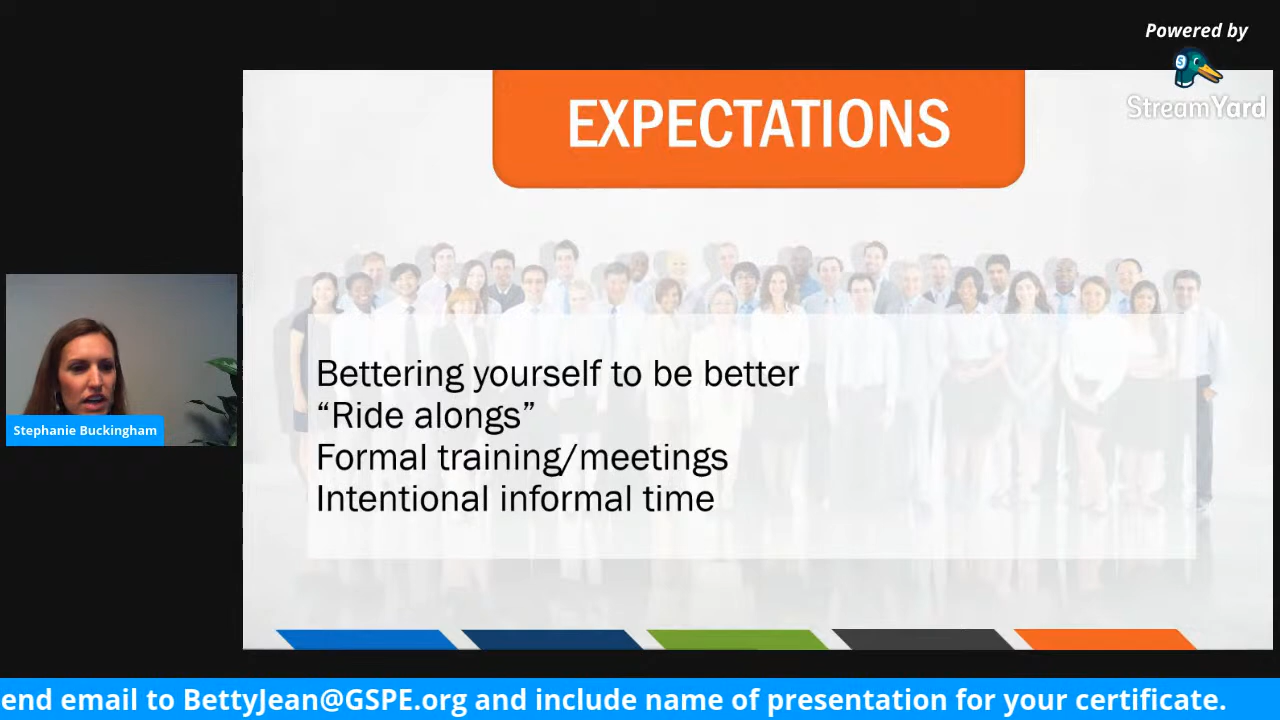 Powered by
S
StreamYard
EXPECTATIONS
Bettering yourself to be better
“Ride alongs”
Formal training/meetings
Intentional informal time
Stephanie Buckingham
end email to BettyJean@GSPE.org and include name of presentation for your certificate.